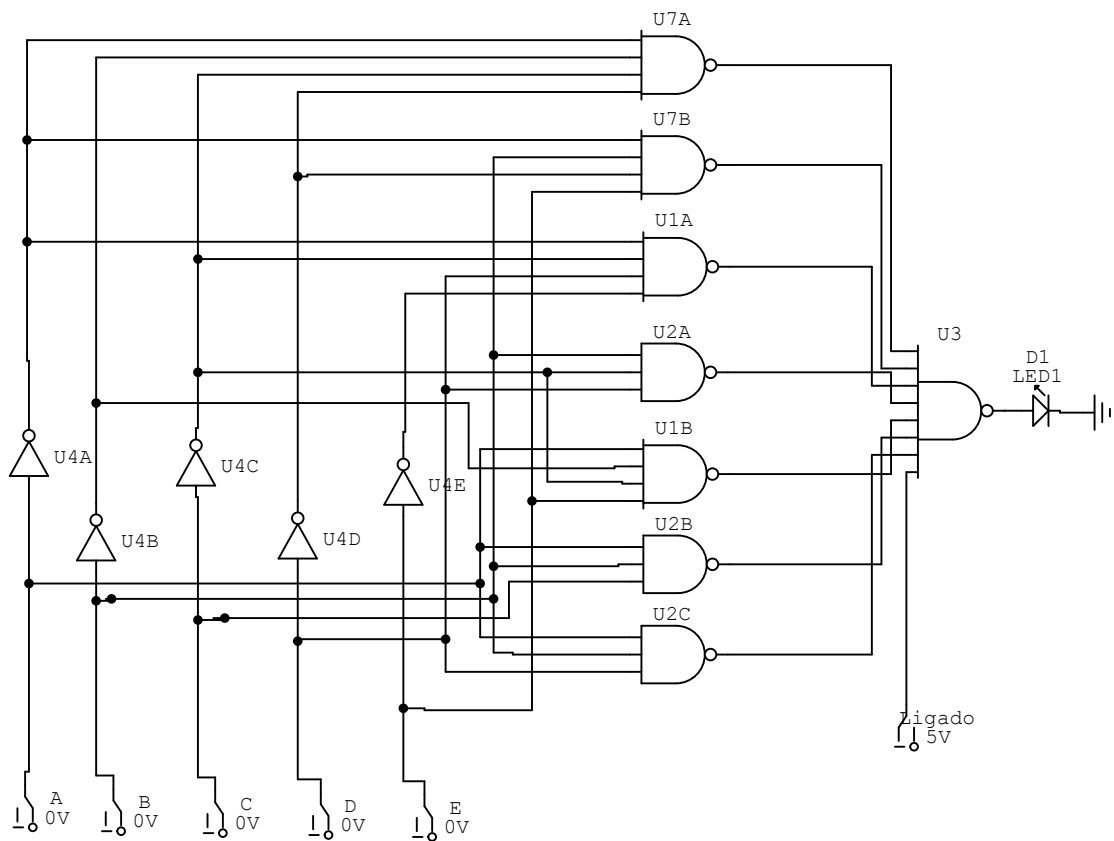 U7A
U7B
U1A
U2A
U3
D1
LED1
U4A
U4C
U4E
U1B
U4B
U4D
U2B
U2C
Ligado
5V
A
0V
B
0V
C
0V
D
0V
E
0V